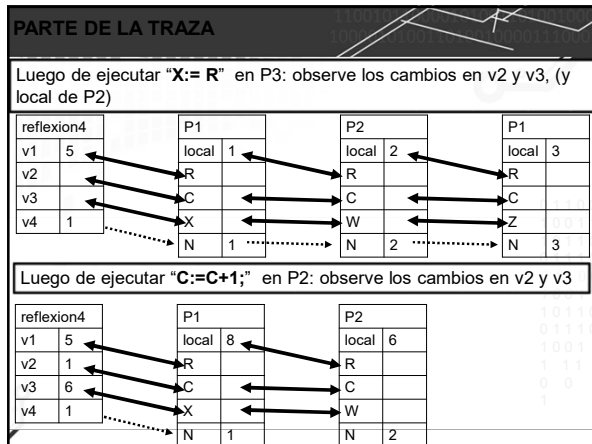 PARTE DE LA TRAZA
Luego de ejecutar “X:= R” en P3: observe los cambios en v2 y v3, (y
local de P2)
reflexion4 P1 P2 P1
v1 5 local 1 local 2 local 3
v2 R R R
v3 C C C
v4 1 X W Z
N 1 N 2 N 3
Luego de ejecutar “C:=C+1;” en P2: observe los cambios en v2 y v3
reflexion4 P1 P2
v1 5 local 8 local 6
v2 1 R R
v3 6 C C
v4 1 X W
N 1 N 2